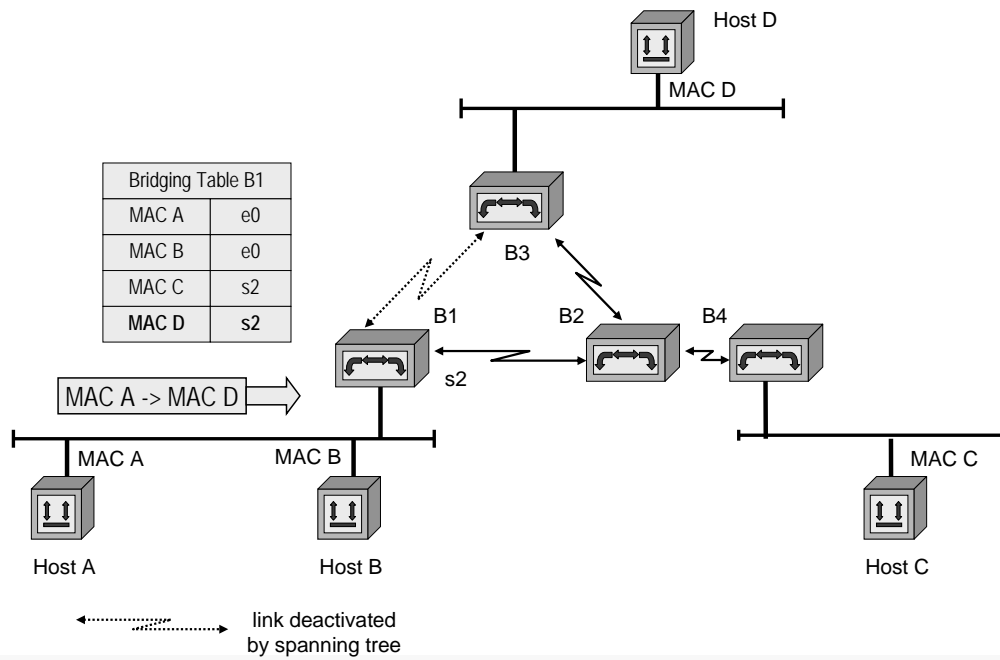 Host D
MAC D
Bridging Table B1
MAC A e0
MAC B e0
MAC C s2
MAC D s2
B3
B1
B2
B4
s2
MAC A -> MAC D
MAC A
MAC B
MAC C
Host A
Host B
Host C
link deactivated
by spanning tree